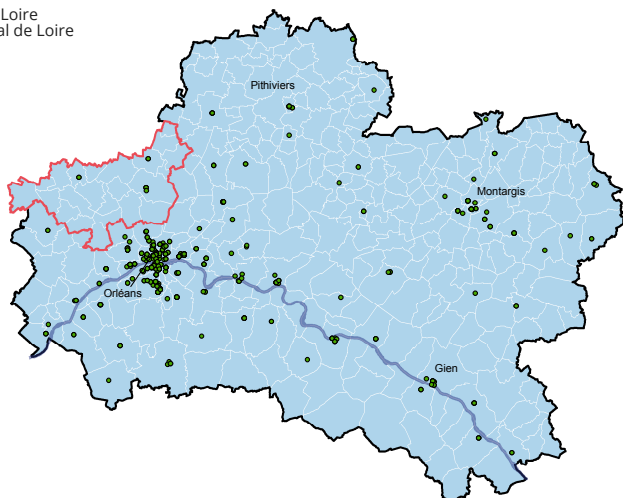 Loire
al de Loire
Pithiviers
Montargis
Orléans
Gien